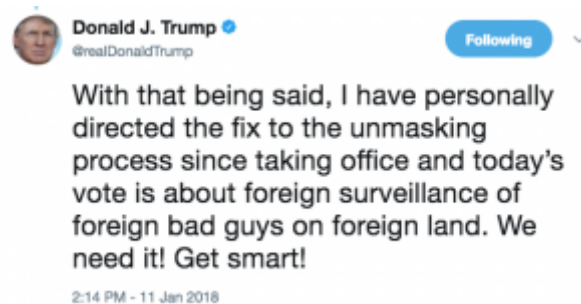 Donald J. Trump
@realDonaldTrump
Following
With that being said, I have personally
directed the fix to the unmasking
process since taking office and today's
vote is about foreign surveillance of
foreign bad guys on foreign land. We
need it! Get smart!
2:14 PM - 11 Jan 2018